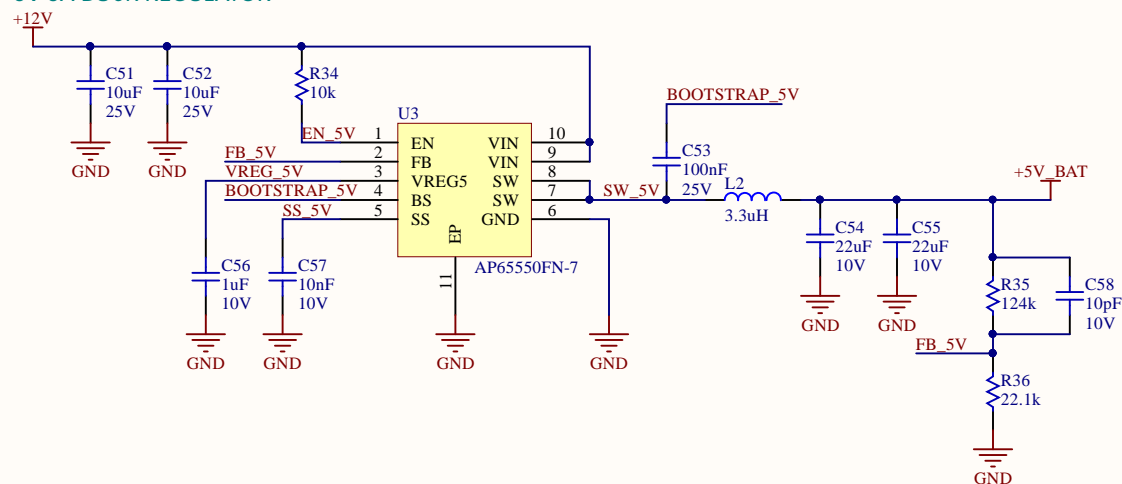 +12V
C51
10uF
25V
C52
10uF
25V
R34
10k
U3
EN_5V
1
EN
FB_5V
2
FB
VREG_5V
3
VREG5
BOOTSTRAP_5V
4
BS
SS_5V
5
SS
VIN
10
VIN
9
SW
8
SW
7
GND
6
EP
11
AP65550FN-7
BOOTSTRAP_5V
C53
100nF
25V
SW_5V
L2
3.3uH
+5V_BAT
C54
22uF
10V
C55
22uF
10V
R35
124k
C58
10pF
10V
FB_5V
R36
22.1k
C56
1uF
10V
C57
10nF
10V
GND
GND
GND
GND
GND
GND
GND
GND
GND